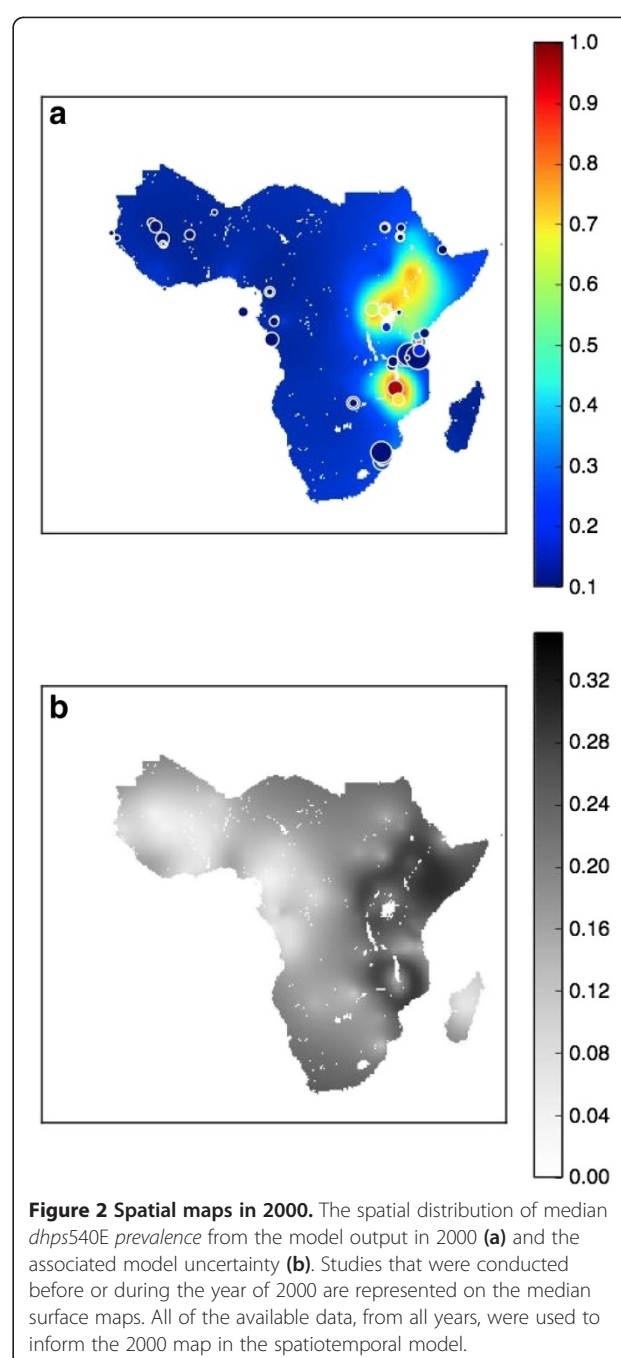 a
1.0
0.9
0.8
0.7
0.6
0.5
0.4
0.3
0.2
0.1
b
0.32
0.28
0.24
0.20
0.16
0.12
0.08
0.04
0.00
Figure 2 Spatial maps in 2000. The spatial distribution of median
dhps540E prevalence from the model output in 2000 (a) and the
associated model uncertainty (b). Studies that were conducted
before or during the year of 2000 are represented on the median
surface maps. All of the available data, from all years, were used to
inform the 2000 map in the spatiotemporal model.